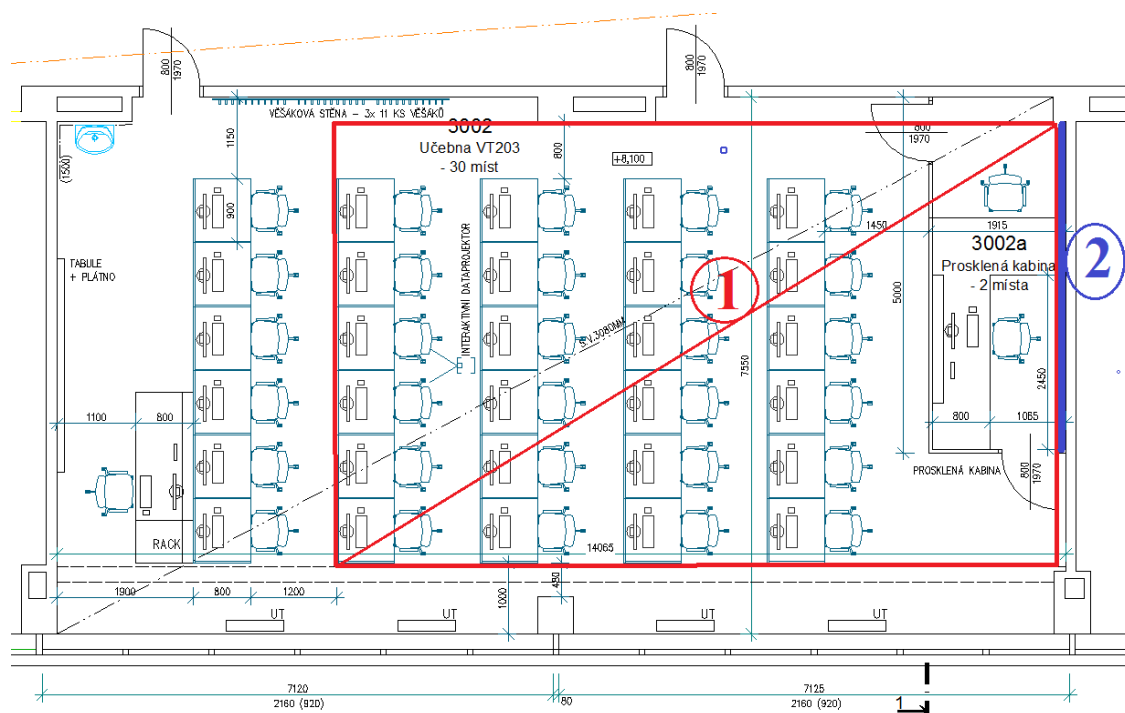 800
1970
800
1970
VĚŠÁKOVÁ STĚNA – 3x 11 KS VĚŠÁKŮ
3002
Učebna VT203
- 30 míst
800
1970
(1500)
1150
800
+8,100
900
1450
1915
3002a
Prosklená kabina
- 2 místa
2
TABULE
+ PLÁTNO
INTERAKTIVNÍ DATAPROJEKTOR
1
S.V.3080MM
5000
7550
2450
1100
800
800
1065
PROSKLENÁ KABINA
800
1970
RACK
14065
1900
800
1200
1000
450
UT
UT
UT
UT
7120
2160 (920)
80
7125
2160 (920)
1